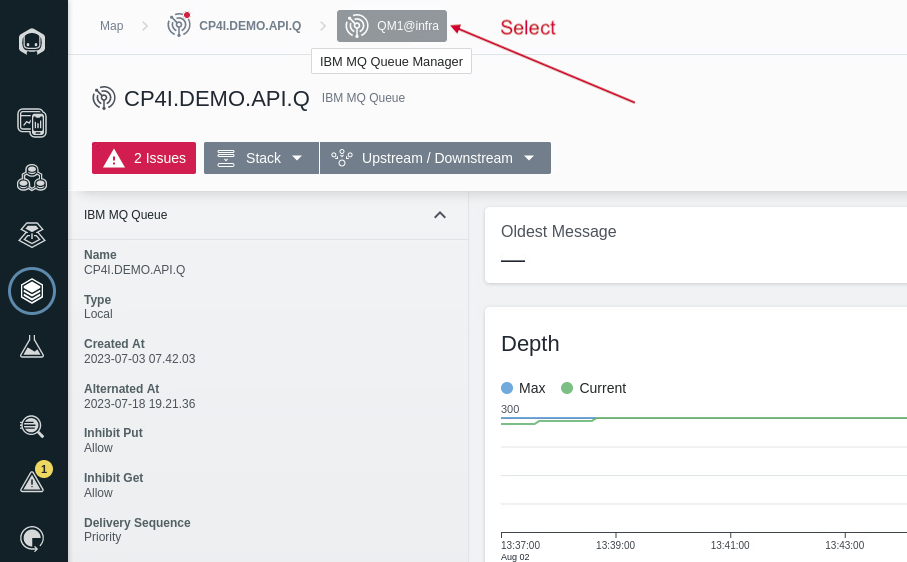 Map
CP4I.DEMO.API.Q
QM1@infra
Select
IBM MQ Queue Manager
CP4I.DEMO.API.Q
IBM MQ Queue
2 Issues
Stack
Upstream / Downstream
IBM MQ Queue
Name
CP4I.DEMO.API.Q
Type
Local
Created At
2023-07-03 07.42.03
Alternated At
2023-07-18 19.21.36
Inhibit Put
Allow
Inhibit Get
Allow
Delivery Sequence
Priority
1
Oldest Message
—
Depth
Max
Current
300
13:37:00
13:39:00
13:41:00
13:43:00
Aug 02